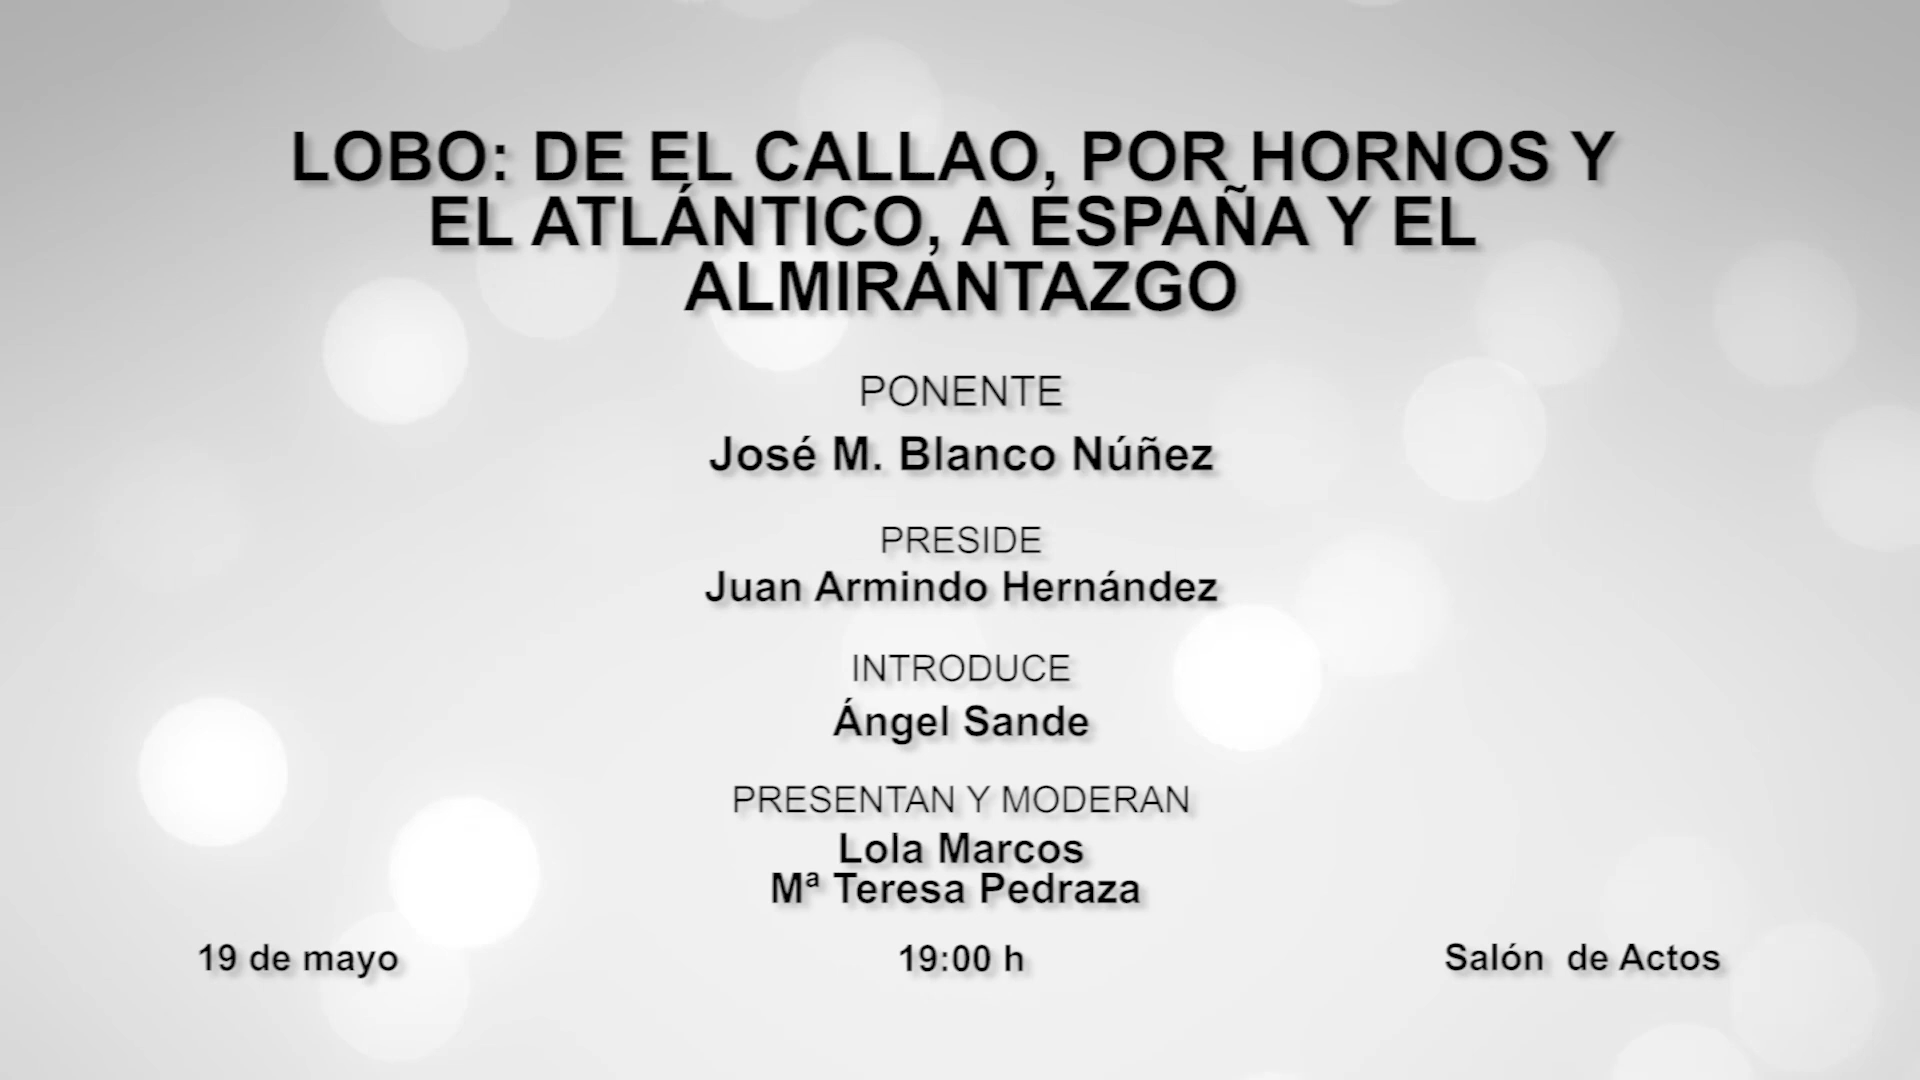 LOBO: DE EL CALLAO, POR HORNOS Y
EL ATLÁNTICO, A ESPAÑA Y EL
ALMIRANTAZGO
PONENTE
José M. Blanco Núñez
PRESIDE
Juan Armindo Hernández
INTRODUCE
Ángel Sande
PRESENTAN Y MODERAN
Lola Marcos
Mª Teresa Pedraza
19 de mayo
19:00 h
Salón de Actos